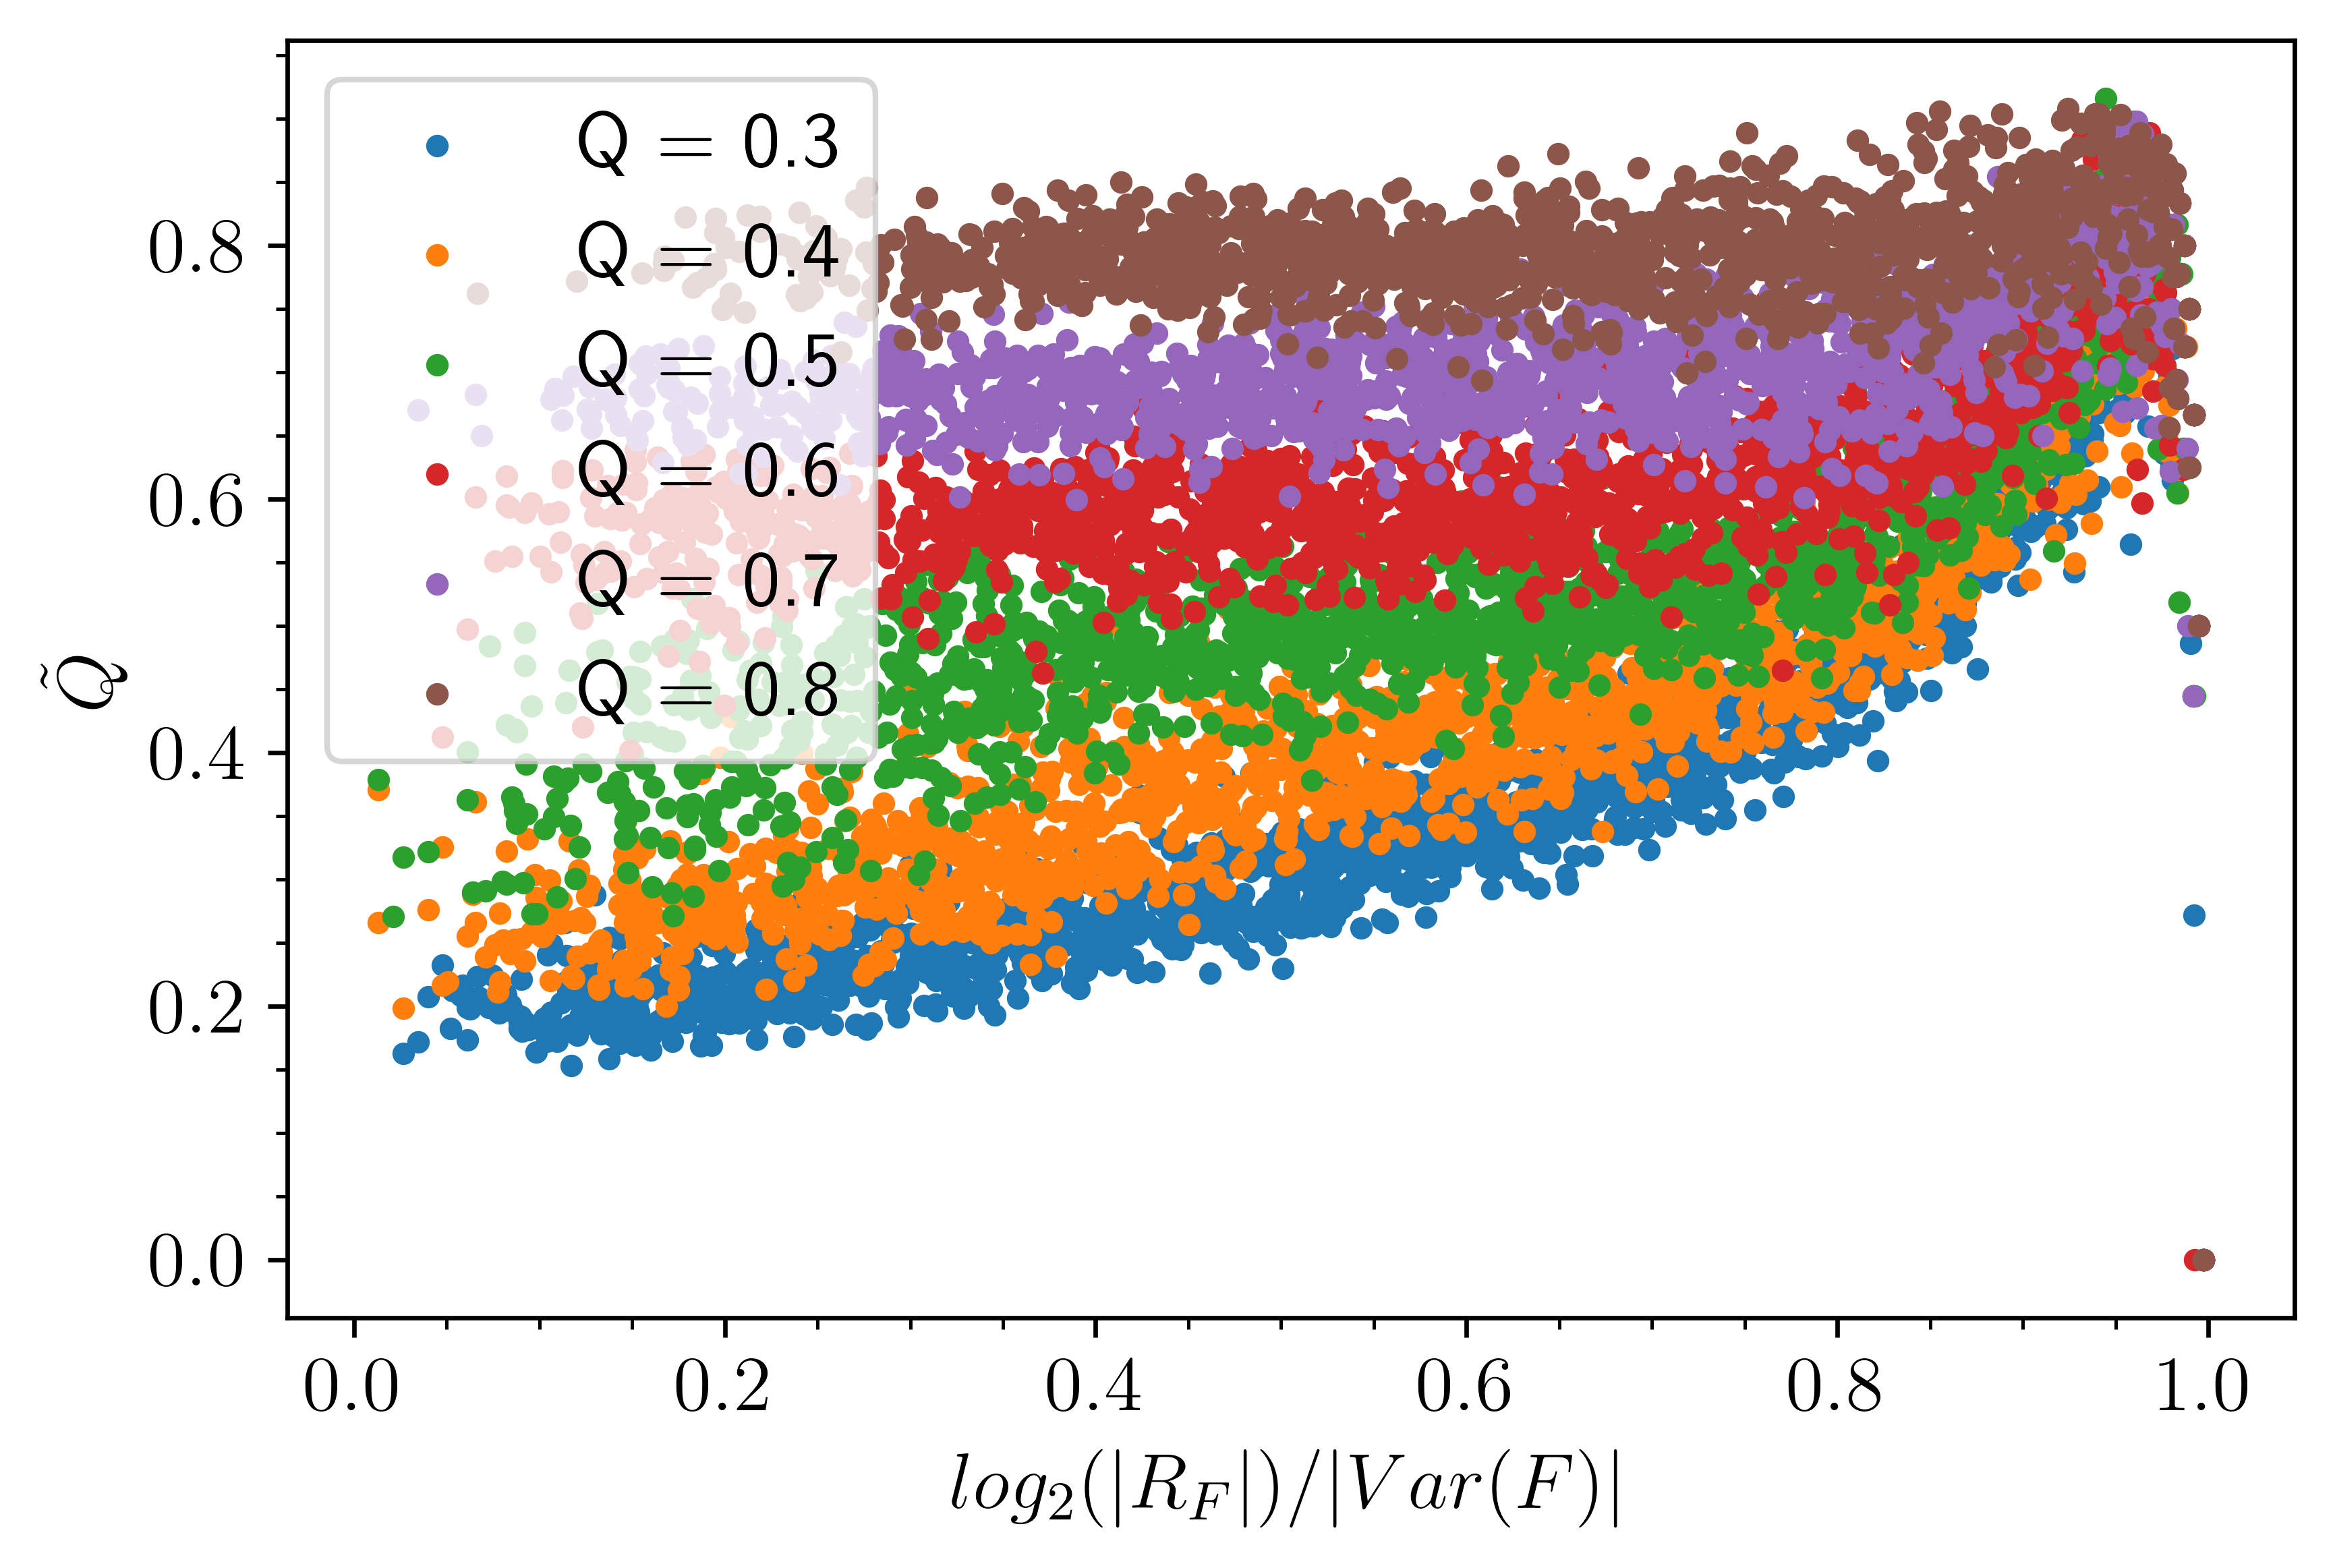 Q = 0.3
Q = 0.4
Q = 0.5
Q = 0.6
Q = 0.7
Q = 0.8
Q̃
0.8
0.6
0.4
0.2
0.0
0.0 0.2 0.4 0.6 0.8 1.0
log₂(|R_F|)/|Var(F)|